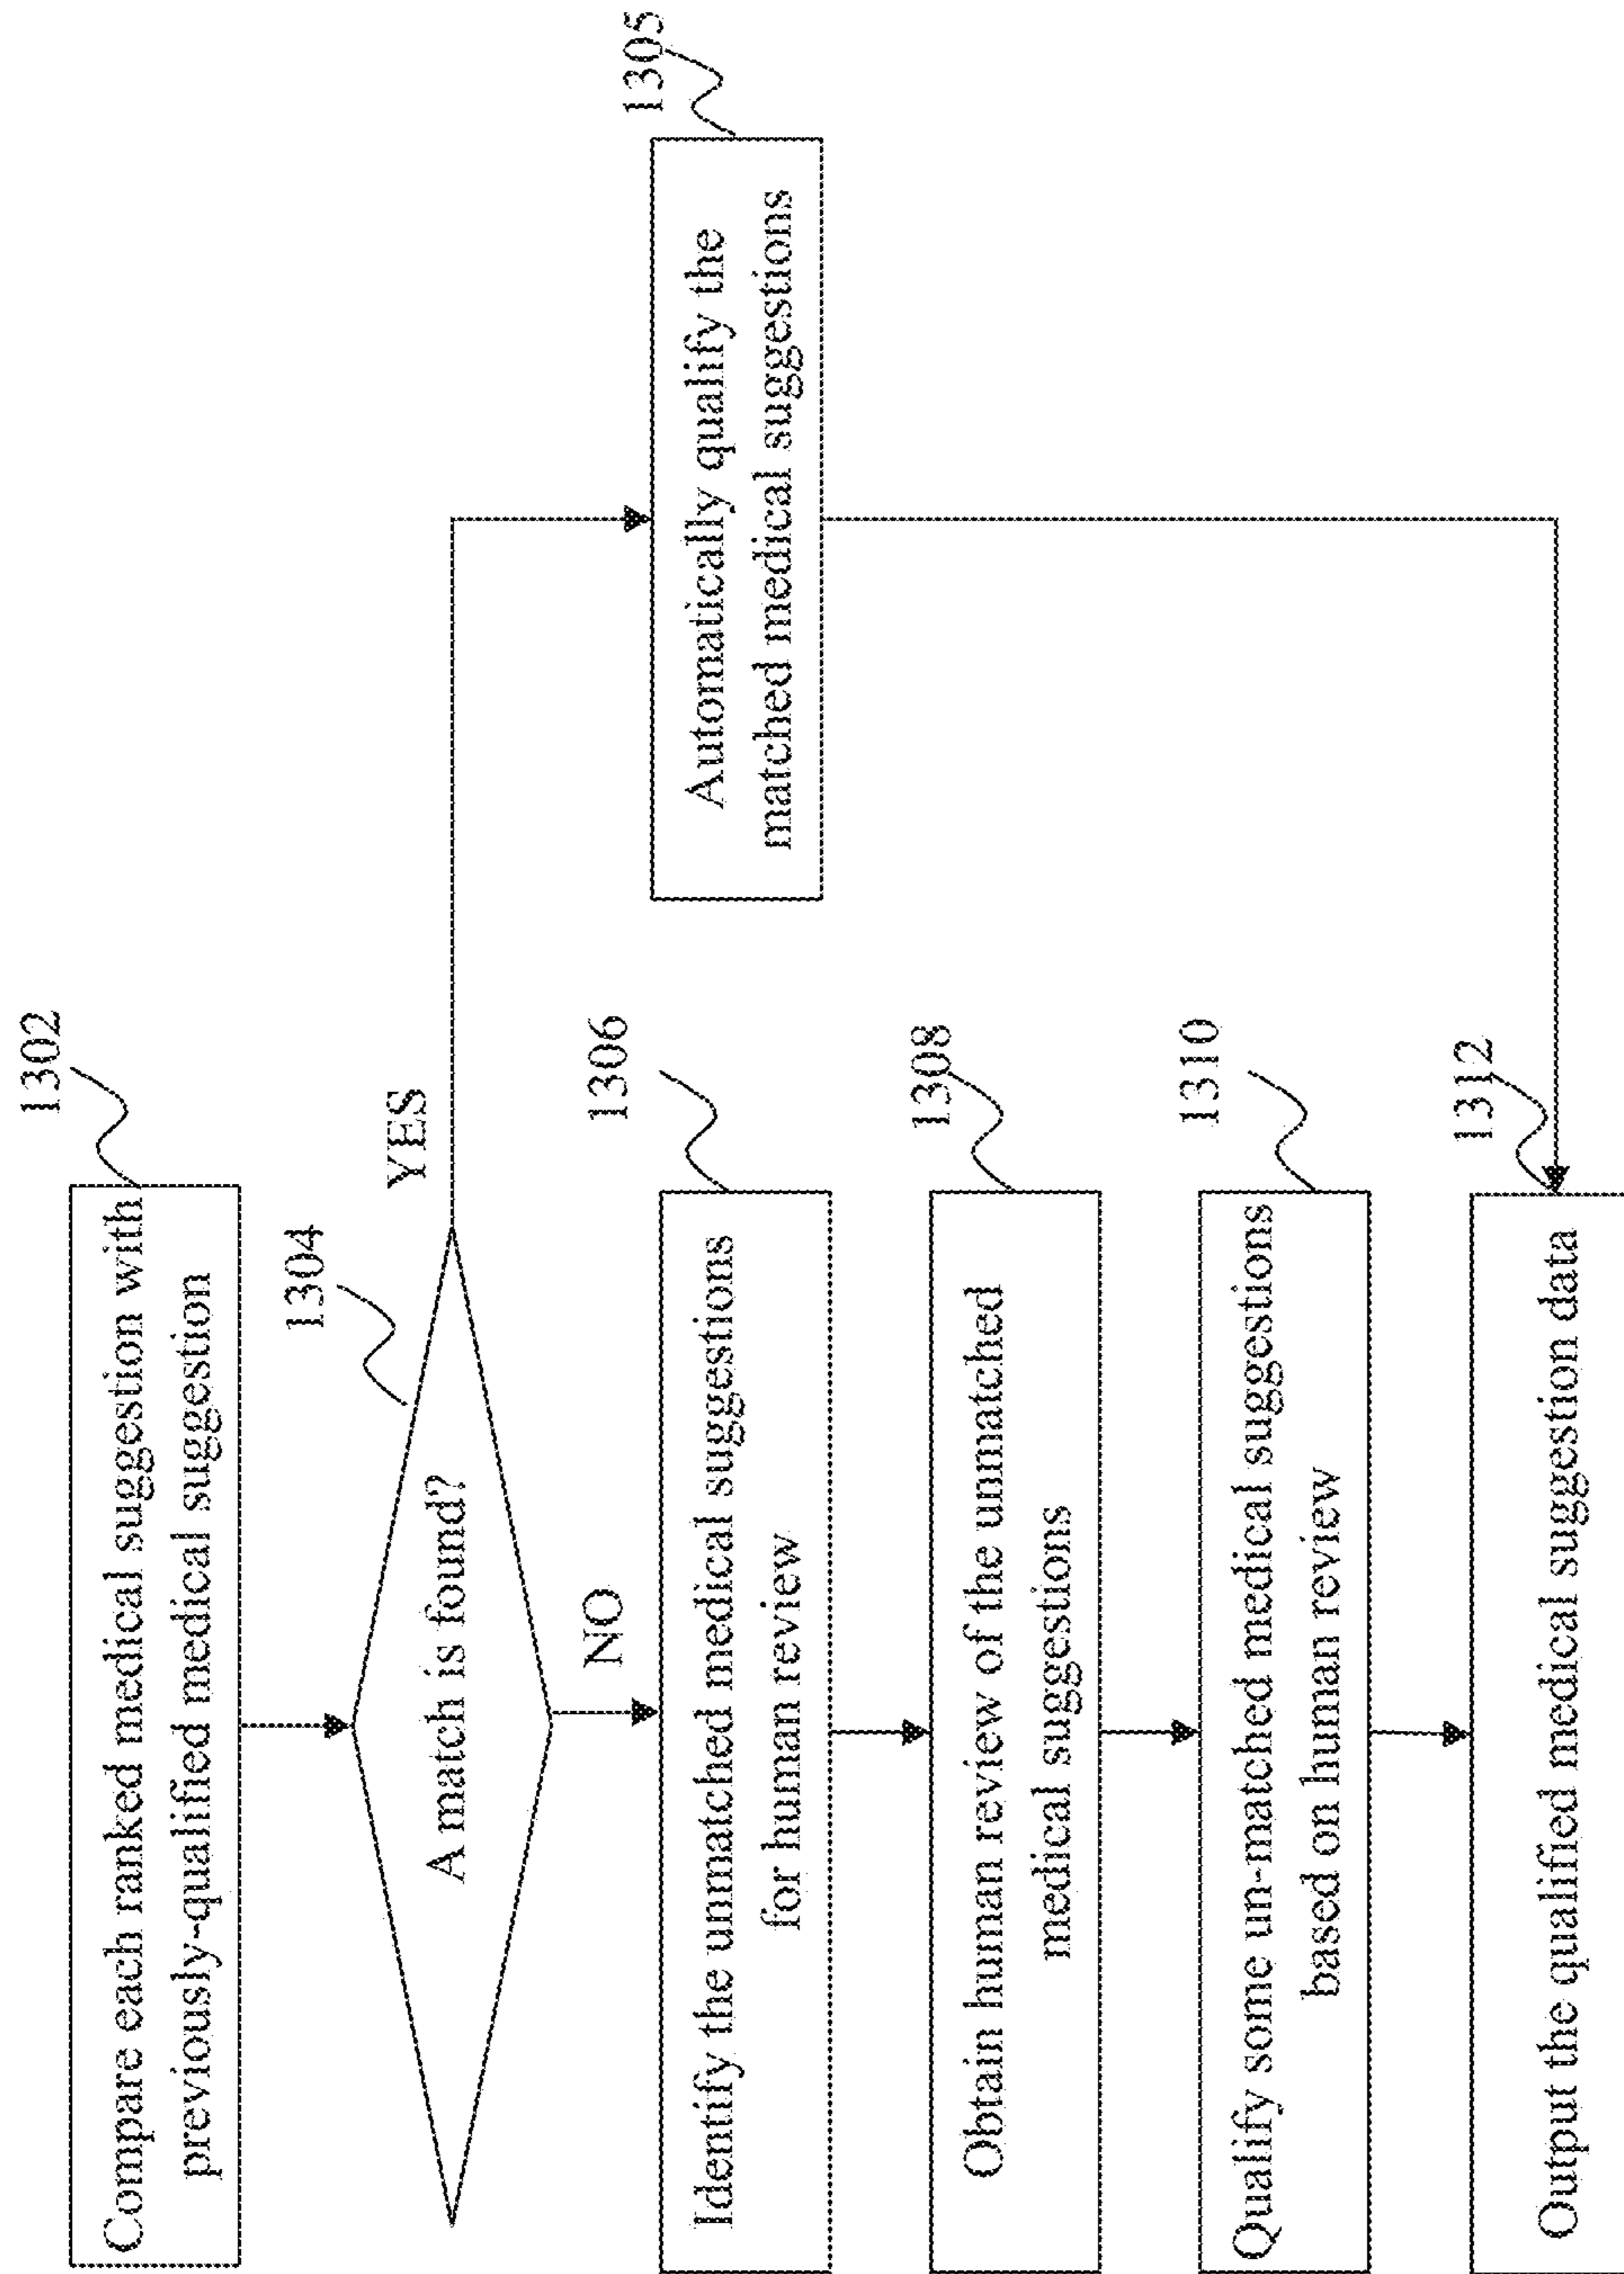 1302
Compare each ranked medical suggestion with
previously-qualified medical suggestion
1304
A match is found?
YES
NO
1305
Automatically qualify the
matched medical suggestions
1306
Identify the unmatched medical suggestions
for human review
1308
Obtain human review of the unmatched
medical suggestions
1310
Qualify some un-matched medical suggestions
based on human review
1312
Output the qualified medical suggestion data